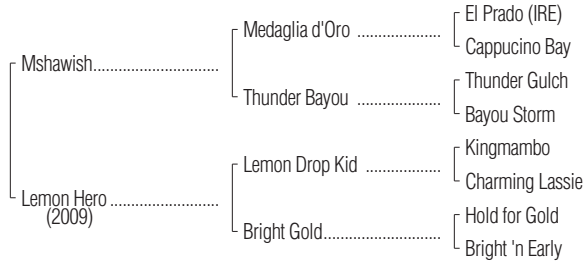 Mshawish
Medaglia d'Oro
El Prado (IRE)
Cappucino Bay
Thunder Bayou
Thunder Gulch
Bayou Storm
Lemon Hero
(2009)
Lemon Drop Kid
Kingmambo
Charming Lassie
Bright Gold
Hold for Gold
Bright 'n Early